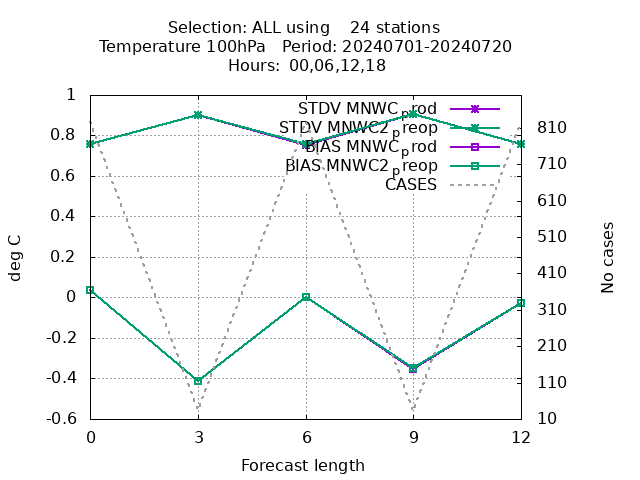 Selection: ALL using    24 stations
Temperature 100hPa   Period: 20240701-20240720
Hours: 00,06,12,18
STDV MNWC_prod
STDV MNWC2_preop
BIAS MNWC_prod
BIAS MNWC2_preop
CASES
1
0.8
0.6
0.4
0.2
0
-0.2
-0.4
-0.6
deg C
810
710
610
510
410
310
210
110
10
No cases
0 3 6 9 12
Forecast length